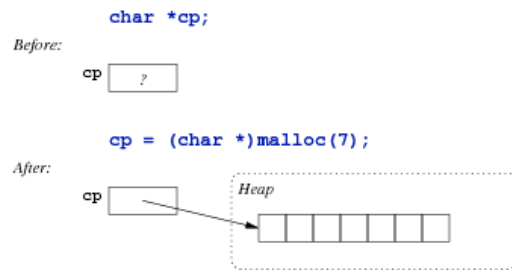 char *cp;
Before:
cp ?
cp = (char *)malloc(7);
After:
cp
Heap